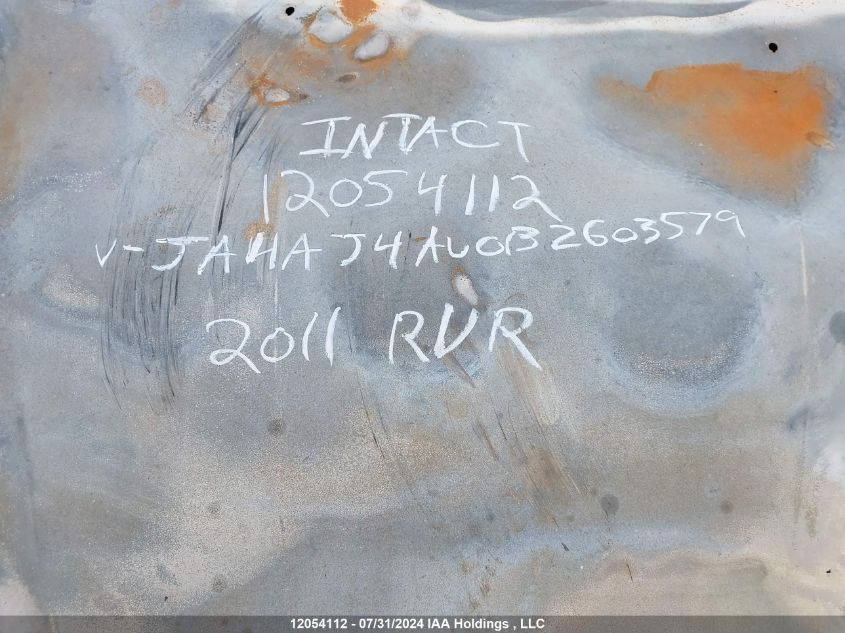 INTACT
12054112
V-JA4AJ4AU0BZ603579
2011 RVR
12054112 - 07/31/2024 IAA Holdings , LLC